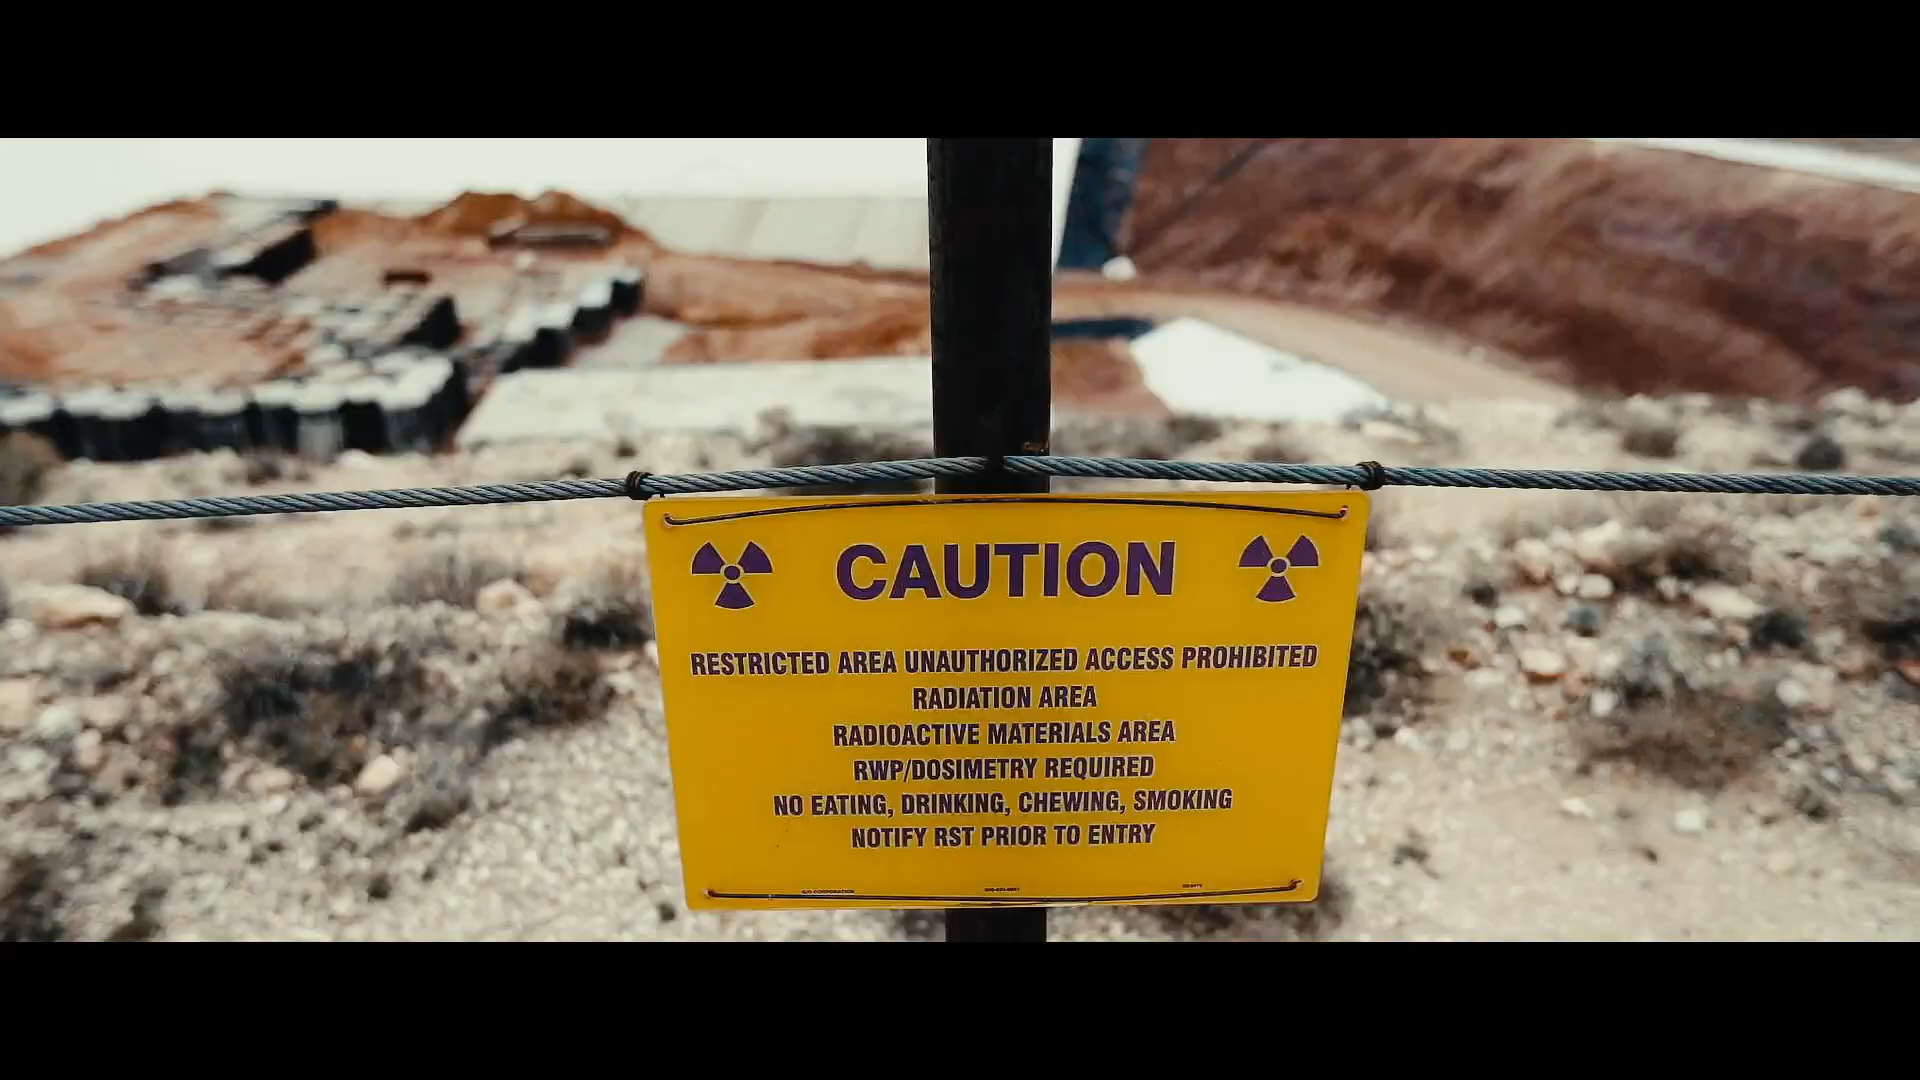 CAUTION
RESTRICTED AREA UNAUTHORIZED ACCESS PROHIBITED
RADIATION AREA
RADIOACTIVE MATERIALS AREA
RWP/DOSIMETRY REQUIRED
NO EATING, DRINKING, CHEWING, SMOKING
NOTIFY RST PRIOR TO ENTRY